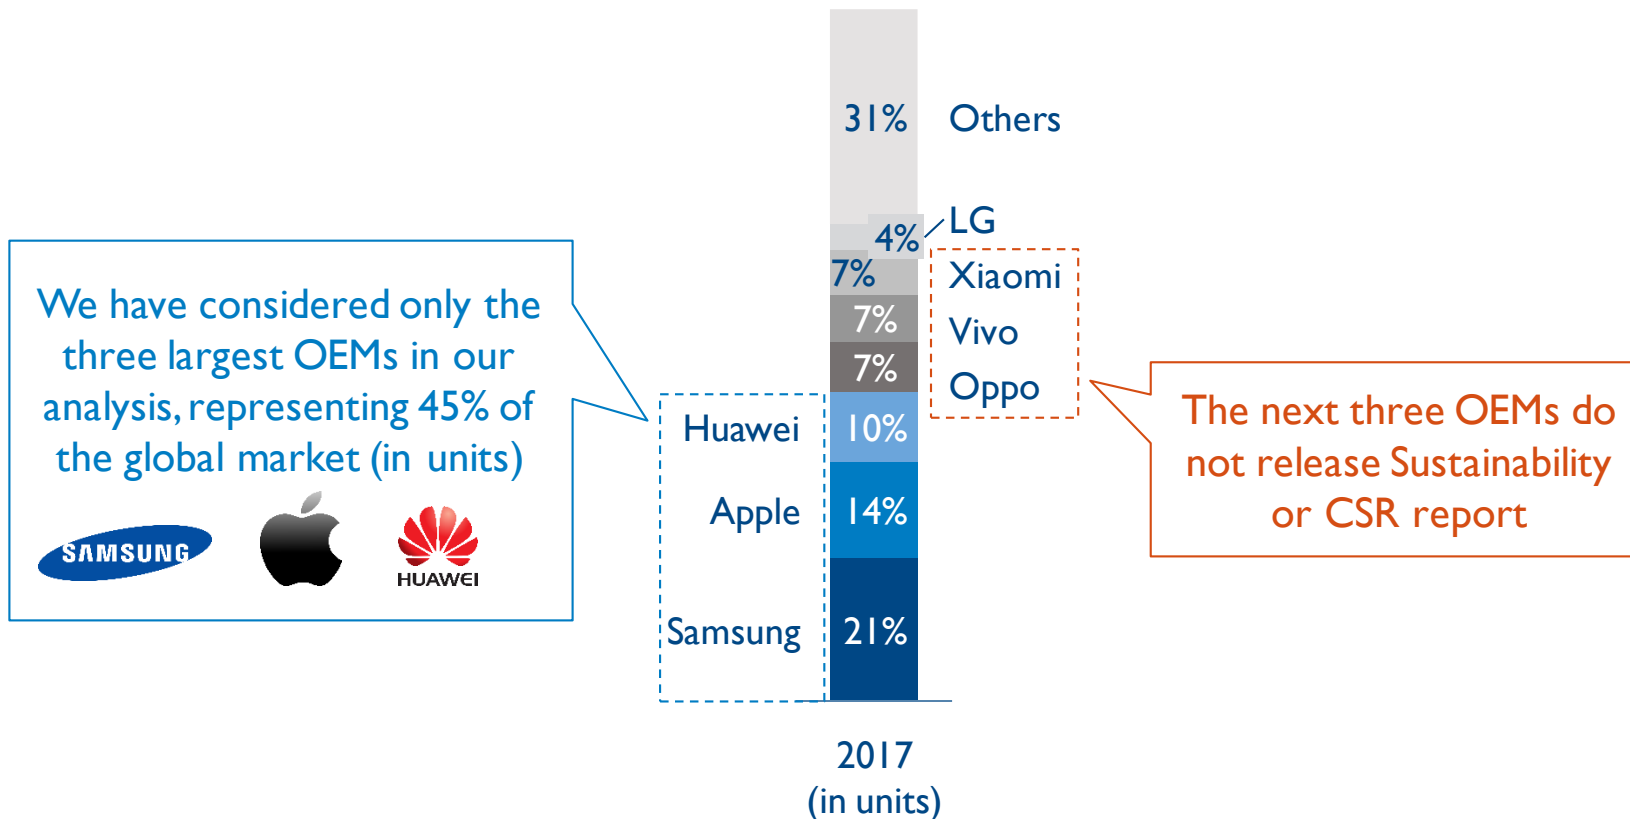 31% Others
LG
4%
7% Xiaomi
7% Vivo
7% Oppo
Huawei 10%
Apple 14%
Samsung 21%
2017
(in units)
We have considered only the
three largest OEMs in our
analysis, representing 45% of
the global market (in units)
SAMSUNG
HUAWEI
The next three OEMs do
not release Sustainability
or CSR report